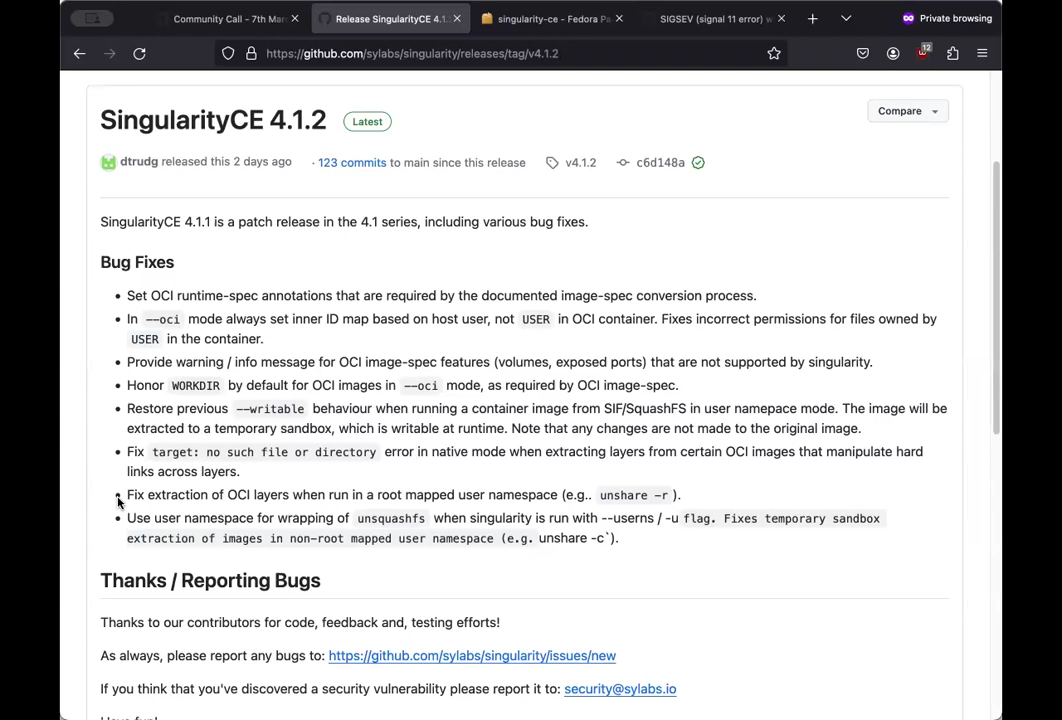 Community Call - 7th Mar
Release SingularityCE 4.1.
singularity-ce - Fedora Pa
SIGSEV (signal 11 error) w
Private browsing
https://github.com/sylabs/singularity/releases/tag/v4.1.2
12
SingularityCE 4.1.2
Latest
Compare
dtrudg released this 2 days ago
· 123 commits to main since this release
v4.1.2
c6d148a
SingularityCE 4.1.1 is a patch release in the 4.1 series, including various bug fixes.
Bug Fixes
• Set OCI runtime-spec annotations that are required by the documented image-spec conversion process.
• In --oci mode always set inner ID map based on host user, not USER in OCI container. Fixes incorrect permissions for files owned by
USER in the container.
• Provide warning / info message for OCI image-spec features (volumes, exposed ports) that are not supported by singularity.
• Honor WORKDIR by default for OCI images in --oci mode, as required by OCI image-spec.
• Restore previous --writable behaviour when running a container image from SIF/SquashFS in user namepace mode. The image will be
extracted to a temporary sandbox, which is writable at runtime. Note that any changes are not made to the original image.
• Fix target: no such file or directory error in native mode when extracting layers from certain OCI images that manipulate hard
links across layers.
• Fix extraction of OCI layers when run in a root mapped user namespace (e.g.. unshare -r ).
• Use user namespace for wrapping of unsquashfs when singularity is run with --userns / -u flag. Fixes temporary sandbox
extraction of images in non-root mapped user namespace (e.g. unshare -c`).
Thanks / Reporting Bugs
Thanks to our contributors for code, feedback and, testing efforts!
As always, please report any bugs to: https://github.com/sylabs/singularity/issues/new
If you think that you've discovered a security vulnerability please report it to: security@sylabs.io
Have fun!